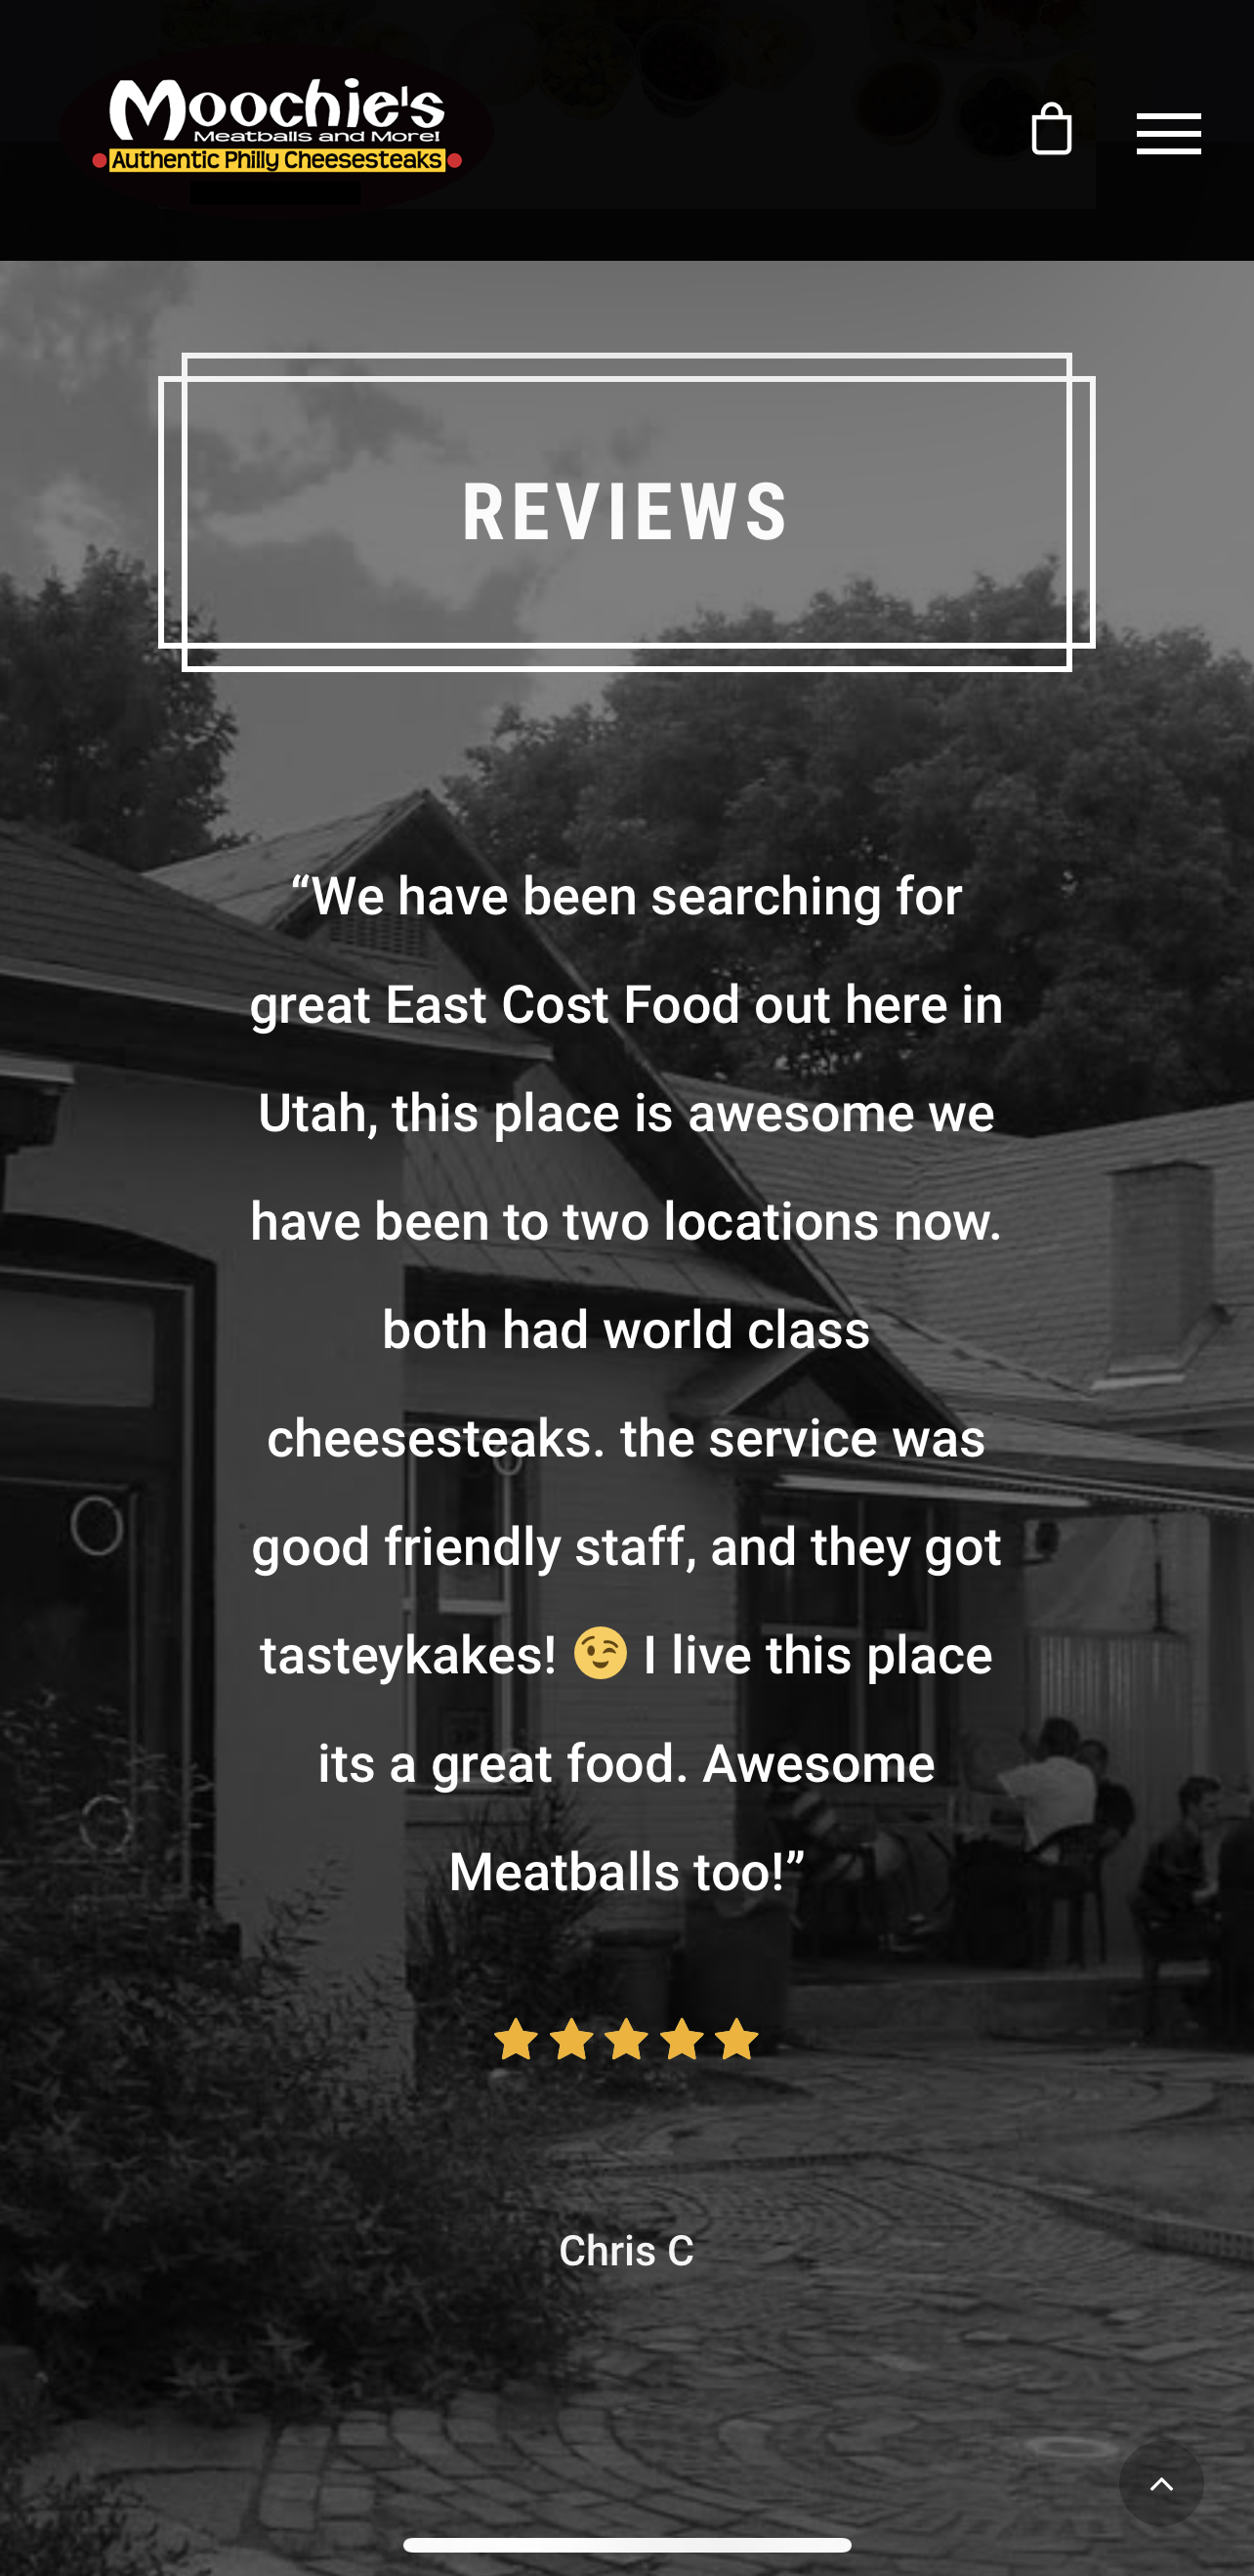 Moochie's
Meatballs and More!
Authentic Philly Cheesesteaks
REVIEWS
“We have been searching for
great East Cost Food out here in
Utah, this place is awesome we
have been to two locations now.
both had world class
cheesesteaks. the service was
good friendly staff, and they got
tasteykakes! 😉 I live this place
its a great food. Awesome
Meatballs too!”
Chris C